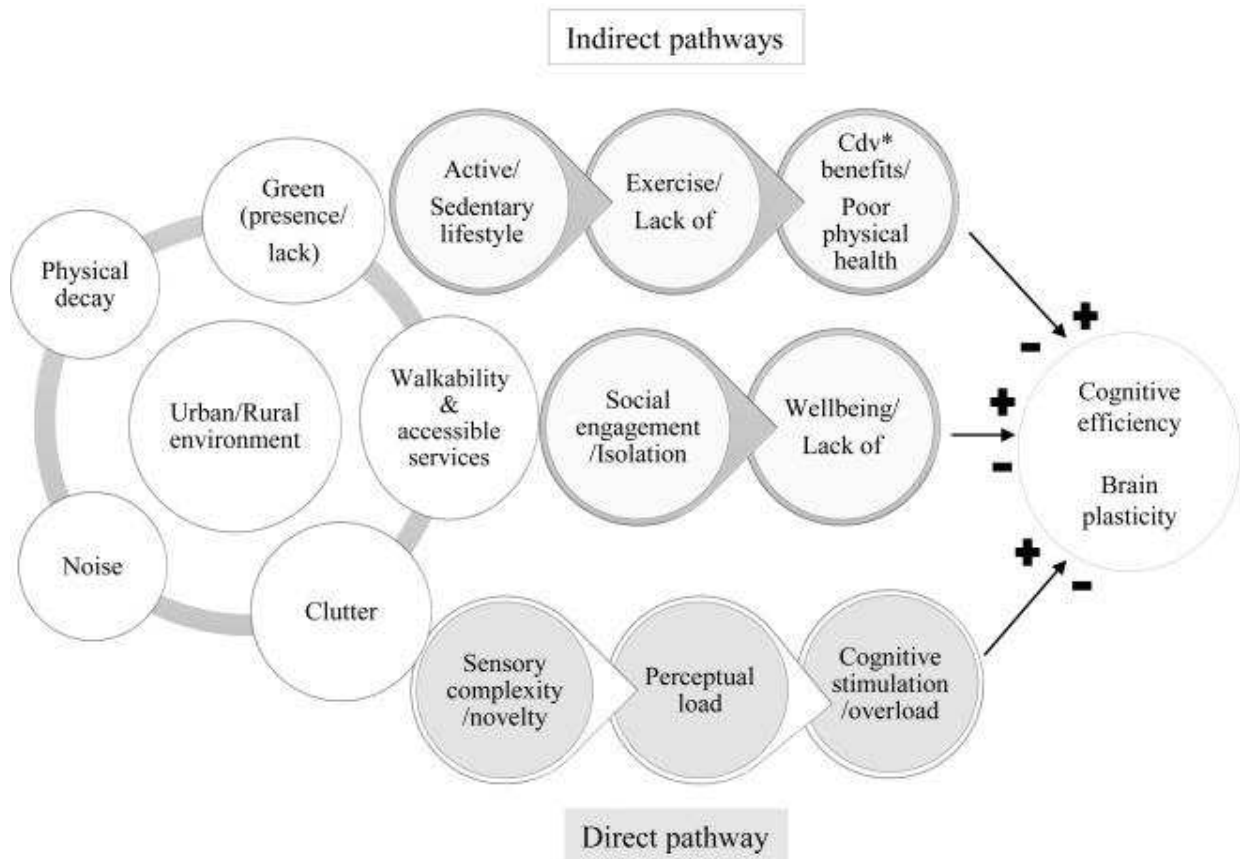 Indirect pathways
Green
(presence/
lack)
Physical
decay
Urban/Rural
environment
Walkability
&
accessible
services
Noise
Clutter
Active/
Sedentary
lifestyle
Exercise/
Lack of
Cdv*
benefits/
Poor
physical
health
Social
engagement
/Isolation
Wellbeing/
Lack of
Sensory
complexity
/novelty
Perceptual
load
Cognitive
stimulation
/overload
+
-
+
-
+
-
Cognitive
efficiency
Brain
plasticity
Direct pathway